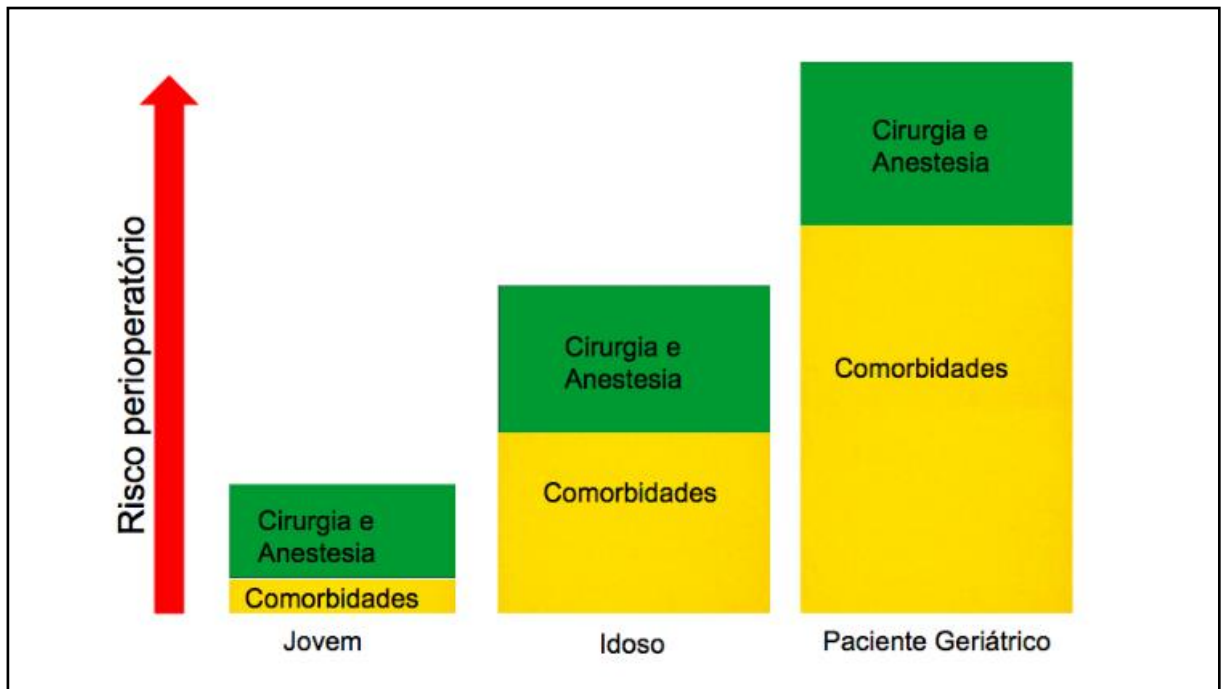 Risco perioperatório
Cirurgia e
Anestesia
Comorbidades
Jovem
Cirurgia e
Anestesia
Comorbidades
Idoso
Cirurgia e
Anestesia
Comorbidades
Paciente Geriátrico